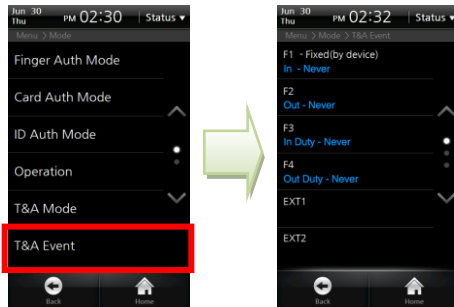 Jun 30
Thu
PM 02:30
Status
Menu > Mode
Finger Auth Mode
Card Auth Mode
ID Auth Mode
Operation
T&A Mode
T&A Event
Back
Home
Jun 30
Thu
PM 02:32
Status
Menu > Mode > T&A Event
F1 - Fixed(by device)
In - Never
F2
Out - Never
F3
In Duty - Never
F4
Out Duty - Never
EXT1
EXT2
Back
Home